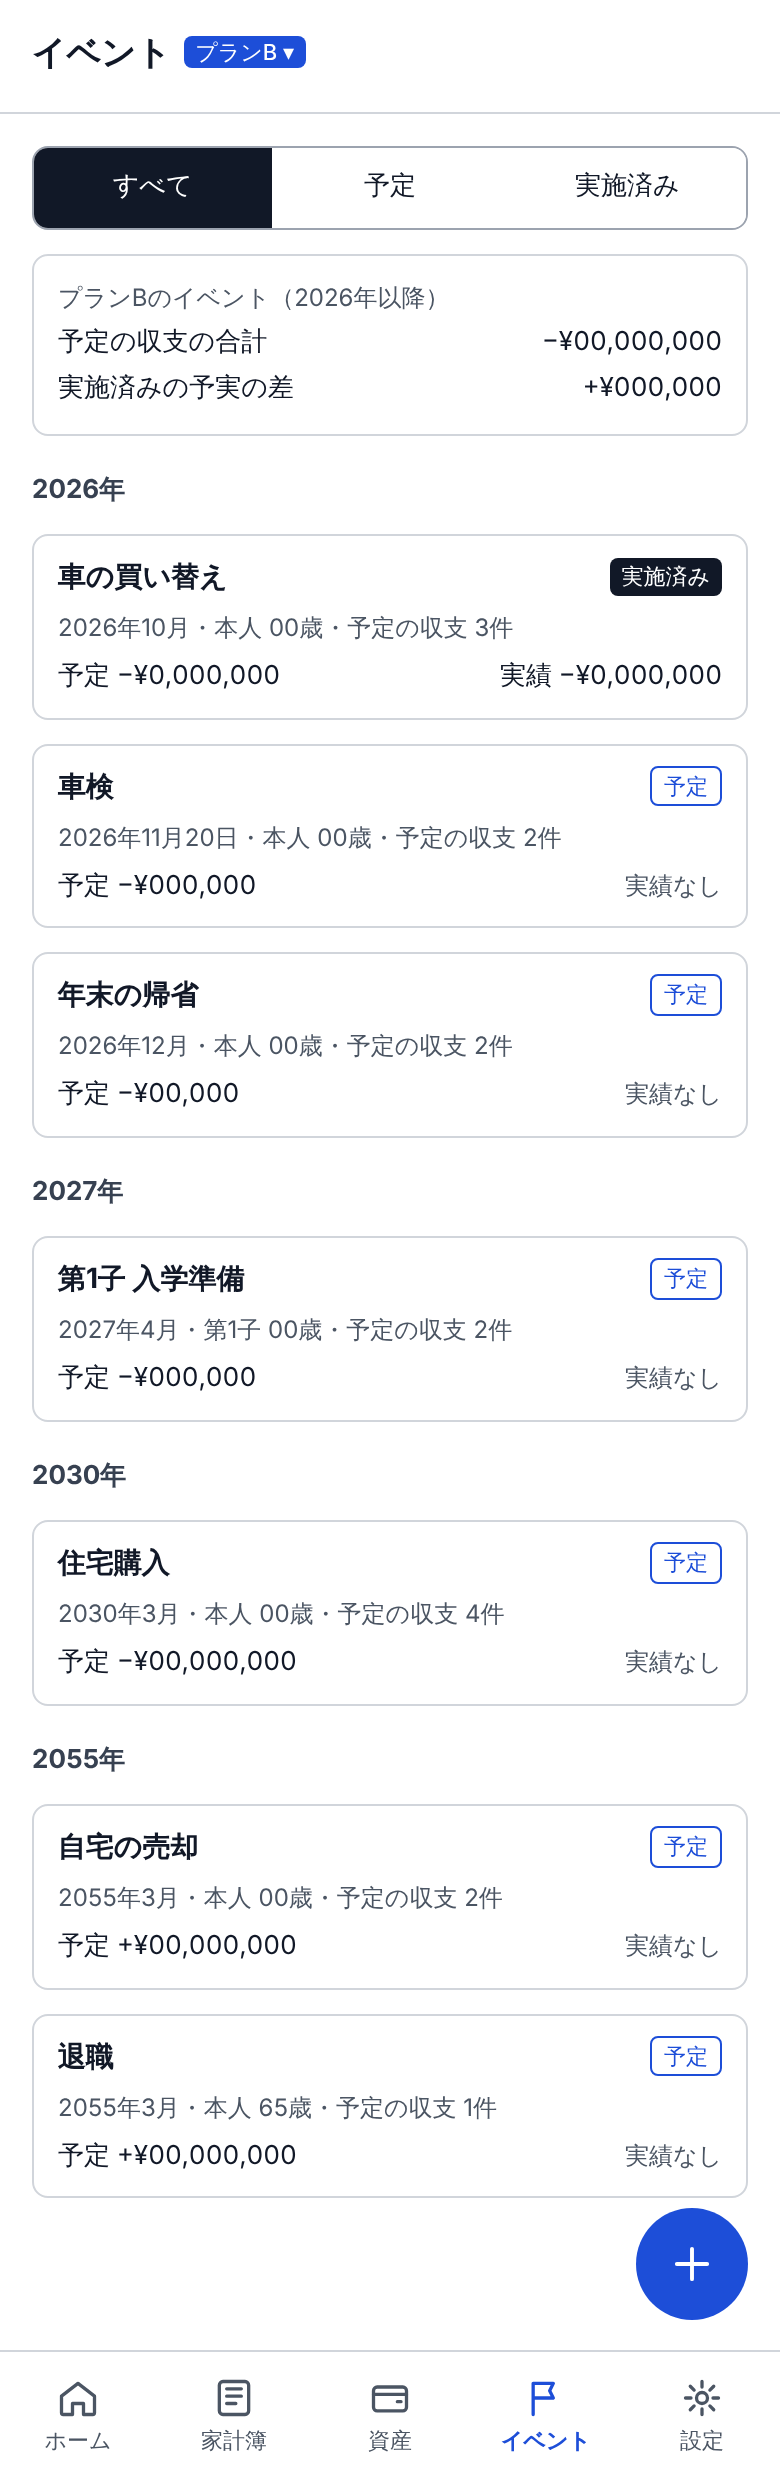 イベント プランB ▾
すべて 予定 実施済み
プランBのイベント（2026年以降）
予定の収支の合計 −¥00,000,000
実施済みの予実の差 +¥000,000
2026年
車の買い替え 実施済み
2026年10月・本人 00歳・予定の収支 3件
予定 −¥0,000,000 実績 −¥0,000,000
車検 予定
2026年11月20日・本人 00歳・予定の収支 2件
予定 −¥000,000 実績なし
年末の帰省 予定
2026年12月・本人 00歳・予定の収支 2件
予定 −¥00,000 実績なし
2027年
第1子 入学準備 予定
2027年4月・第1子 00歳・予定の収支 2件
予定 −¥000,000 実績なし
2030年
住宅購入 予定
2030年3月・本人 00歳・予定の収支 4件
予定 −¥00,000,000 実績なし
2055年
自宅の売却 予定
2055年3月・本人 00歳・予定の収支 2件
予定 +¥00,000,000 実績なし
退職 予定
2055年3月・本人 65歳・予定の収支 1件
予定 +¥00,000,000 実績なし
ホーム 家計簿 資産 イベント 設定